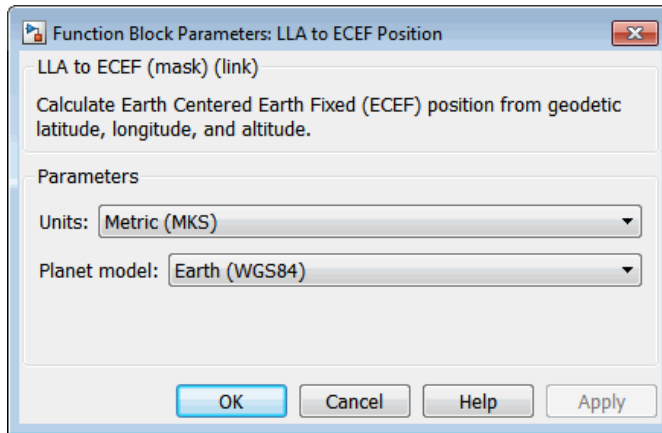 Function Block Parameters: LLA to ECEF Position
LLA to ECEF (mask) (link)
Calculate Earth Centered Earth Fixed (ECEF) position from geodetic
latitude, longitude, and altitude.
Parameters
Units: Metric (MKS)
Planet model: Earth (WGS84)
OK Cancel Help Apply